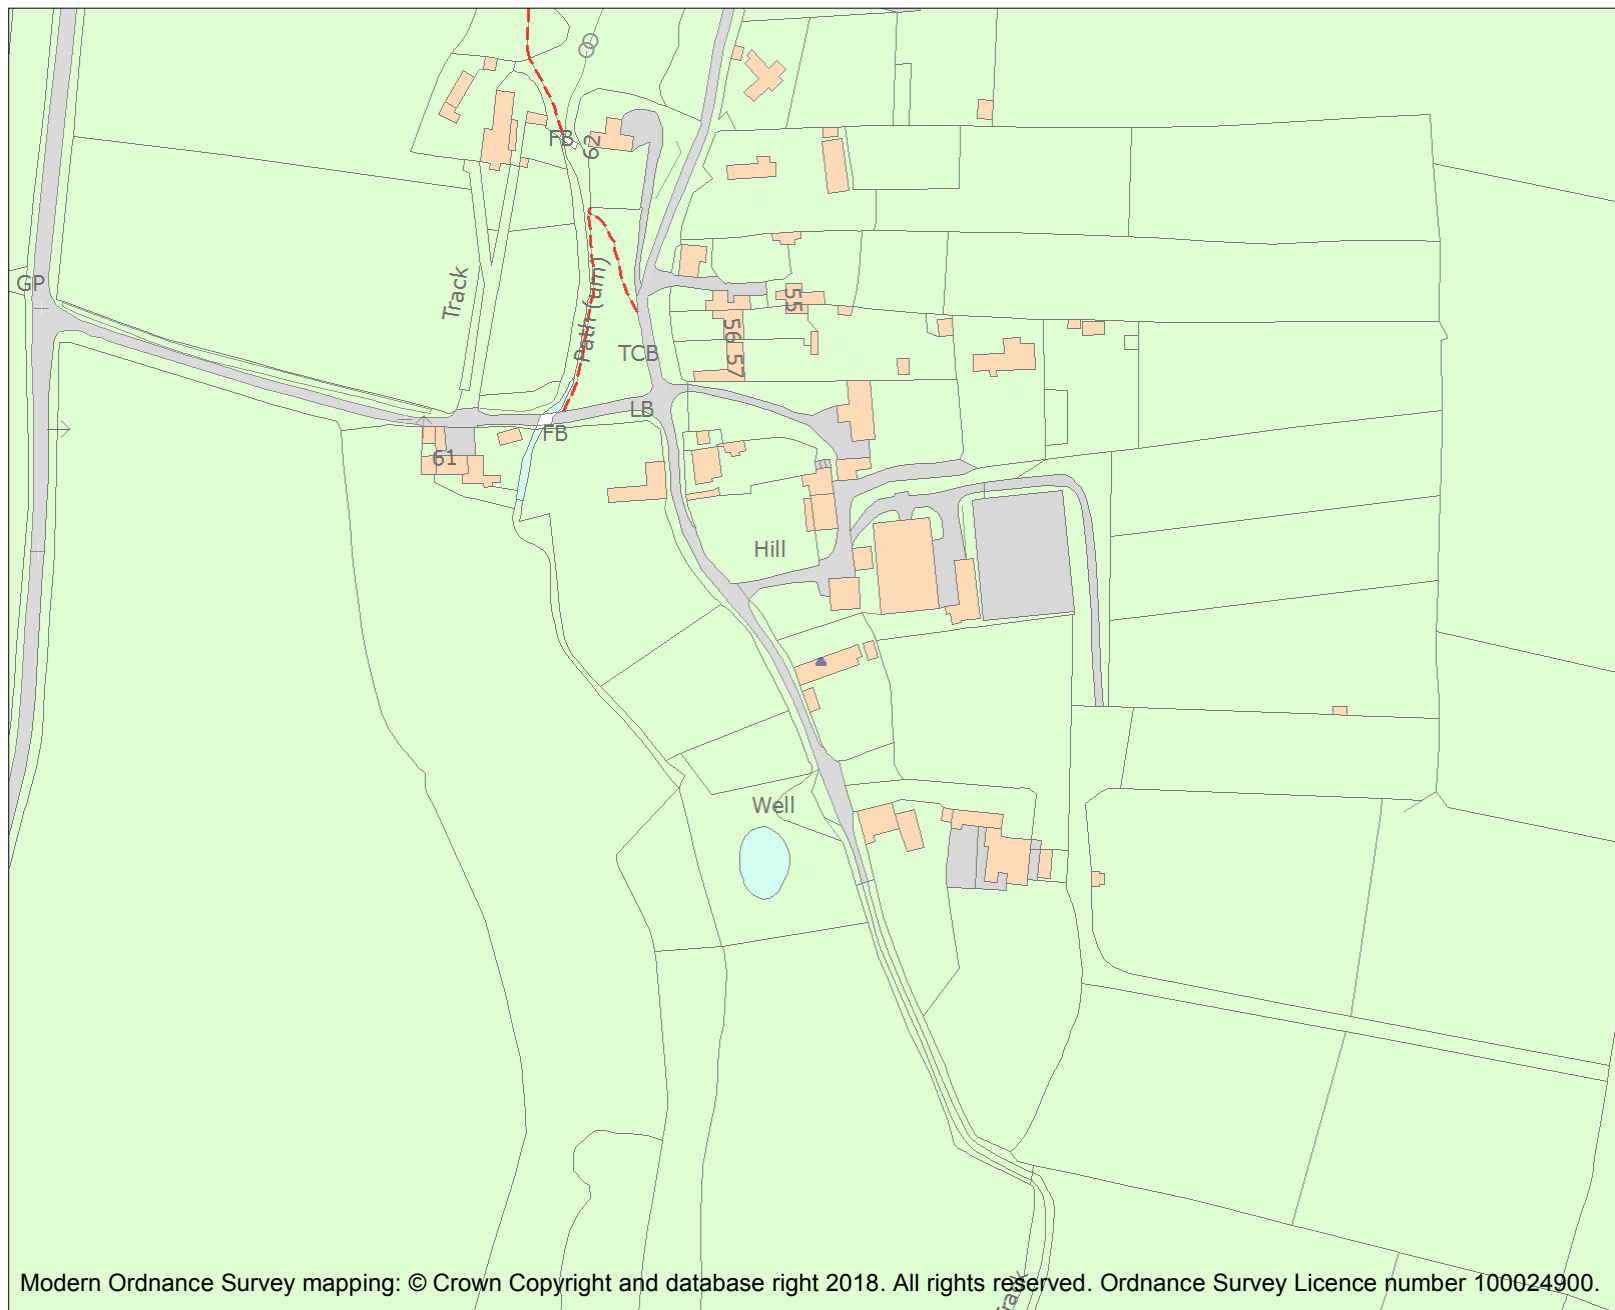 FB
62
GP
Track
Path (um)
55
56
57
TCB
LB
FB
61
Hill
Well
Track
Modern Ordnance Survey mapping: © Crown Copyright and database right 2018. All rights reserved. Ordnance Survey Licence number 100024900.